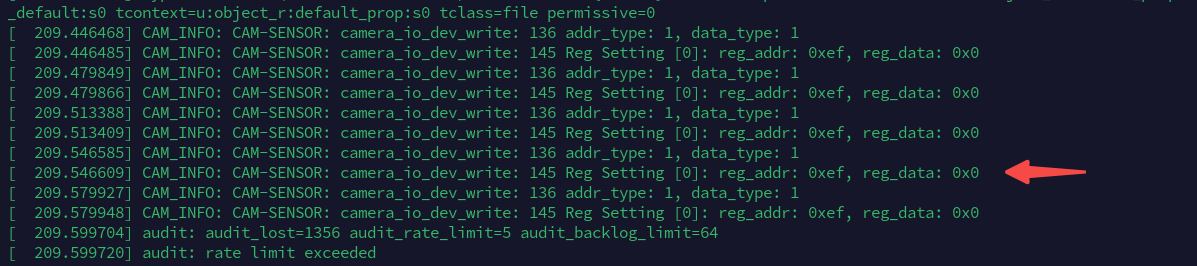 _default:s0 tcontext=u:object_r:default_prop:s0 tclass=file permissive=0
[  209.446468] CAM_INFO: CAM-SENSOR: camera_io_dev_write: 136 addr_type: 1, data_type: 1
[  209.446485] CAM_INFO: CAM-SENSOR: camera_io_dev_write: 145 Reg Setting [0]: reg_addr: 0xef, reg_data: 0x0
[  209.479849] CAM_INFO: CAM-SENSOR: camera_io_dev_write: 136 addr_type: 1, data_type: 1
[  209.479866] CAM_INFO: CAM-SENSOR: camera_io_dev_write: 145 Reg Setting [0]: reg_addr: 0xef, reg_data: 0x0
[  209.513388] CAM_INFO: CAM-SENSOR: camera_io_dev_write: 136 addr_type: 1, data_type: 1
[  209.513409] CAM_INFO: CAM-SENSOR: camera_io_dev_write: 145 Reg Setting [0]: reg_addr: 0xef, reg_data: 0x0
[  209.546585] CAM_INFO: CAM-SENSOR: camera_io_dev_write: 136 addr_type: 1, data_type: 1
[  209.546609] CAM_INFO: CAM-SENSOR: camera_io_dev_write: 145 Reg Setting [0]: reg_addr: 0xef, reg_data: 0x0
[  209.579927] CAM_INFO: CAM-SENSOR: camera_io_dev_write: 136 addr_type: 1, data_type: 1
[  209.579948] CAM_INFO: CAM-SENSOR: camera_io_dev_write: 145 Reg Setting [0]: reg_addr: 0xef, reg_data: 0x0
[  209.599704] audit: audit_lost=1356 audit_rate_limit=5 audit_backlog_limit=64
[  209.599720] audit: rate limit exceeded